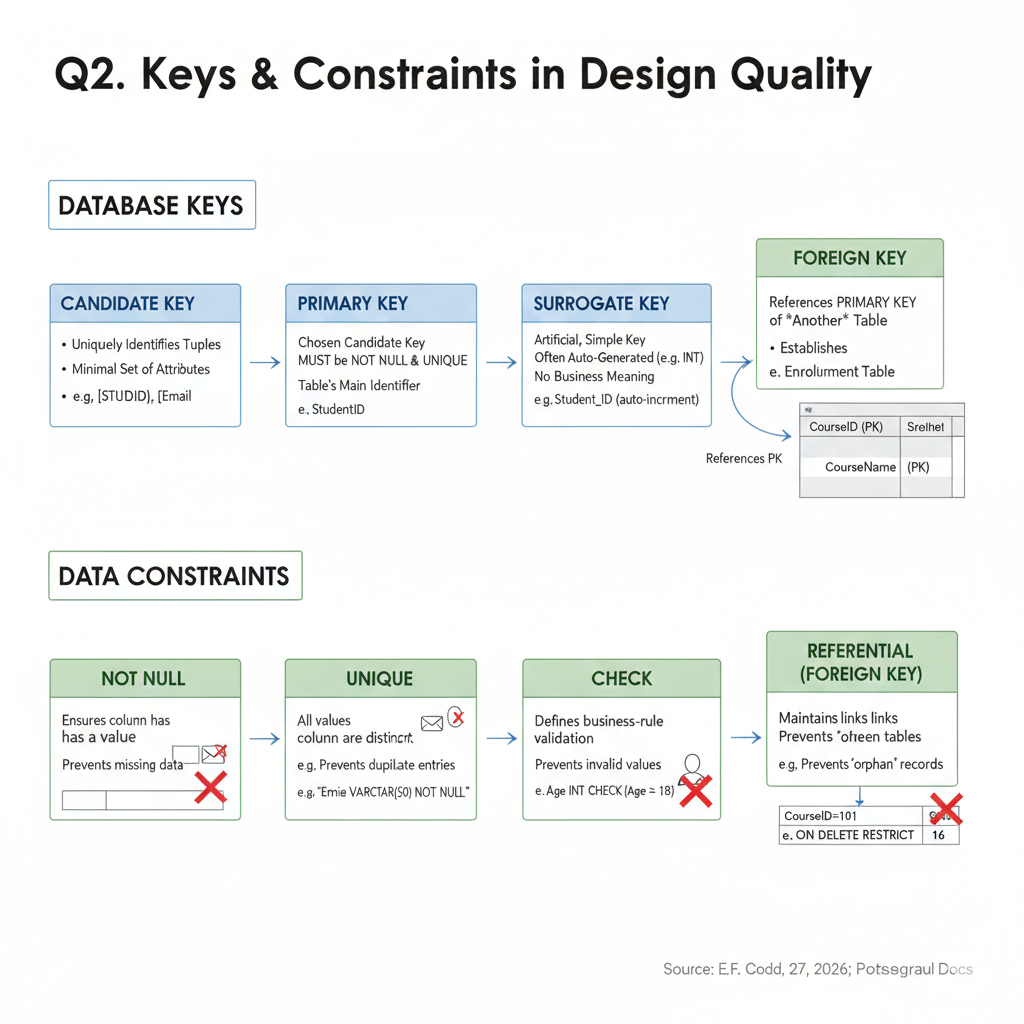 Q2. Keys & Constraints in Design Quality
DATABASE KEYS
CANDIDATE KEY
• Uniquely Identifies Tuples
• Minimal Set of Attributes
• e.g, [STUDID), [Email
PRIMARY KEY
Chosen Candidate Key
MUST be NOT NULL & UNIQUE
Table's Main Identifier
e. StudentID
SURROGATE KEY
Artificial, Simple Key
Often Auto-Generated (e.g. INT)
No Business Meaning
e.g. Student_ID (auto-incrment)
FOREIGN KEY
References PRIMARY KEY
of *Another* Table
• Establishes
e. Enrolument Table
References PK
CourseID (PK)
CourseName (PK)
DATA CONSTRAINTS
NOT NULL
Ensures column has
has a value
Prevents missing data
UNIQUE
All values
column are distincrt.
e.g, Prevents dupilate entries
e.g, "Emie VARCTAR(S0) NOT NULL"
CHECK
Defines business-rule
validation
Prevents invalid values
e. Age INT CHECK (Age = 18)
REFERENTIAL
(FOREIGN KEY)
Maintains links links
Prevents tables
e.g, Prevents "orphan" records
CourseID=101
e. ON DELETE RESTRICT 16
Source: E.F. Codd, 27, 2026; Potsegraul Docs